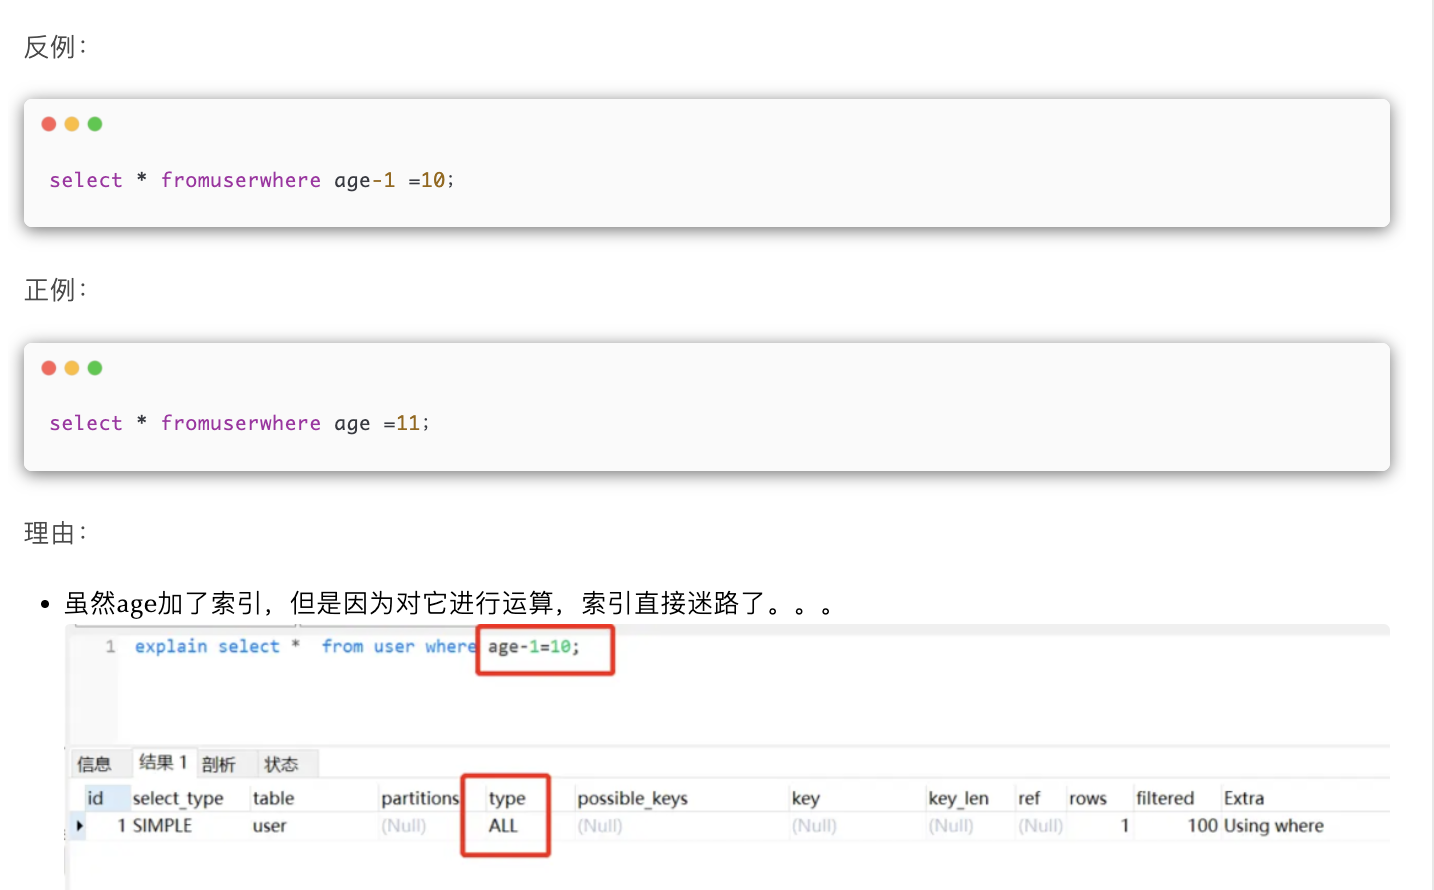 反例：
select * fromuserwhere age-1 =10;
正例：
select * fromuserwhere age =11;
理由：
• 虽然age加了索引，但是因为对它进行运算，索引直接迷路了。。。
1 explain select * from user where age-1=10;
信息 结果 1 剖析 状态
id select_type table partitions type possible_keys key key_len ref rows filtered Extra
1 SIMPLE user (Null) ALL (Null) (Null) (Null) (Null) 1 100 Using where